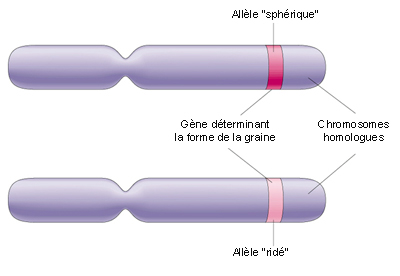 Allèle "sphérique"
Gène déterminant
la forme de la graine
Chromosomes
homologues
Allèle "ridé"